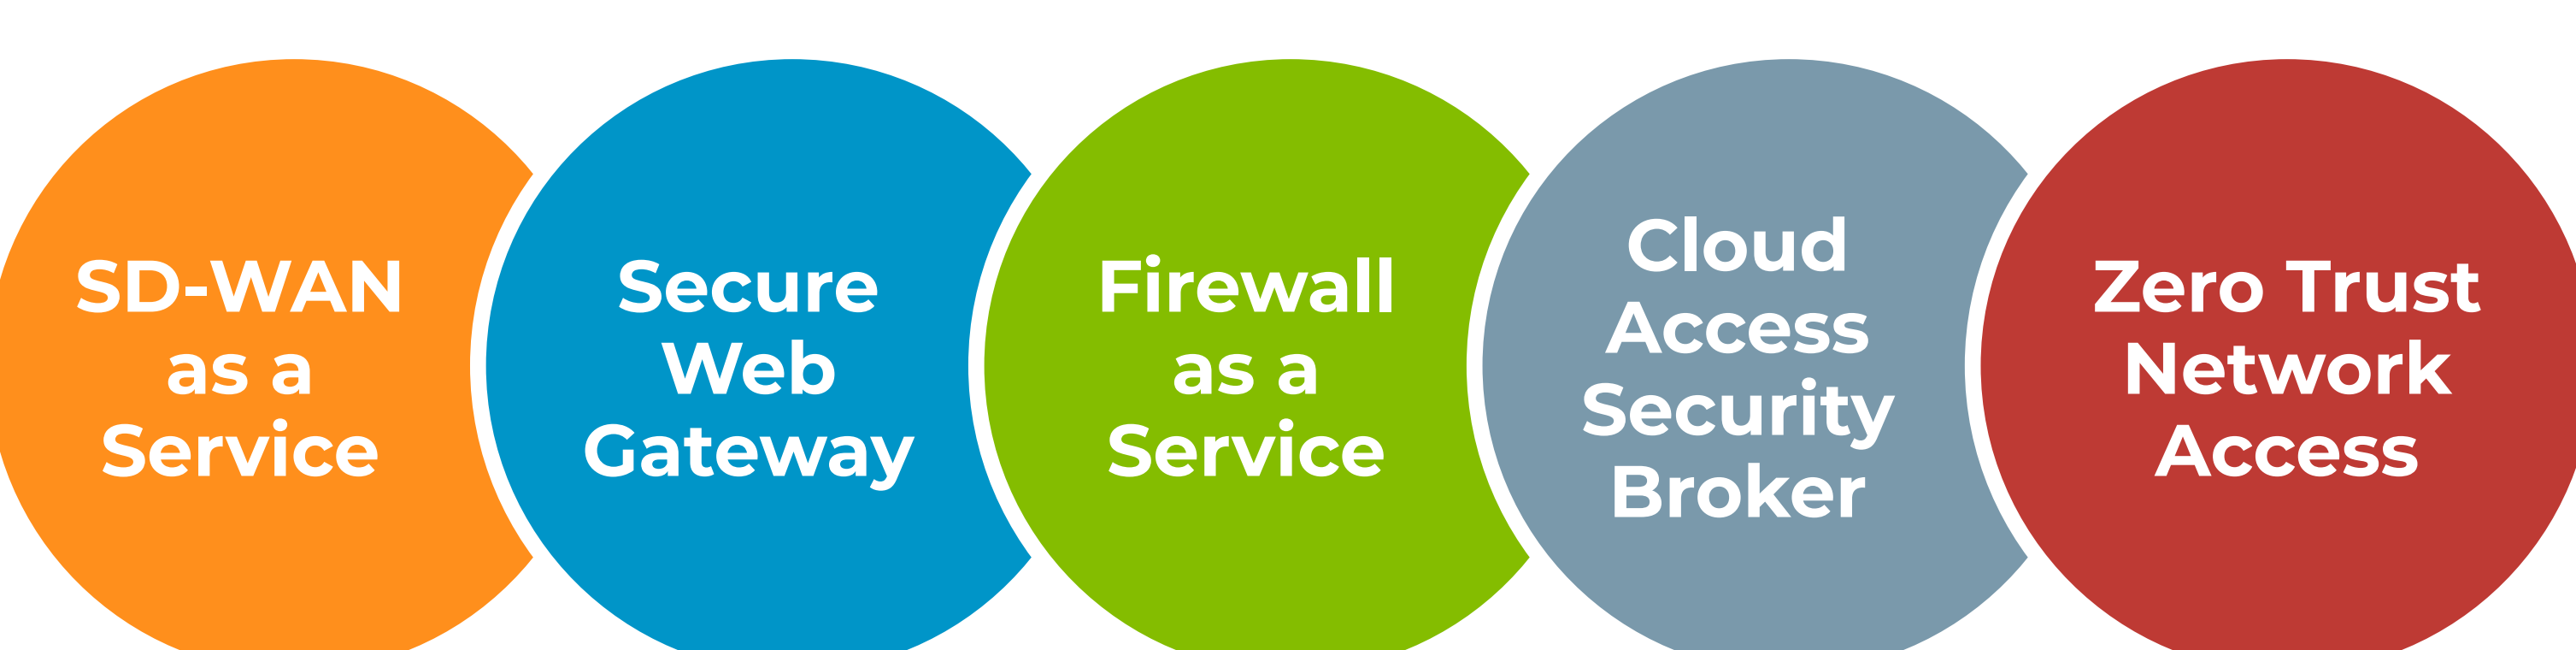 SD-WAN
as a
Service
Secure
Web
Gateway
Firewall
as a
Service
Cloud
Access
Security
Broker
Zero Trust
Network
Access